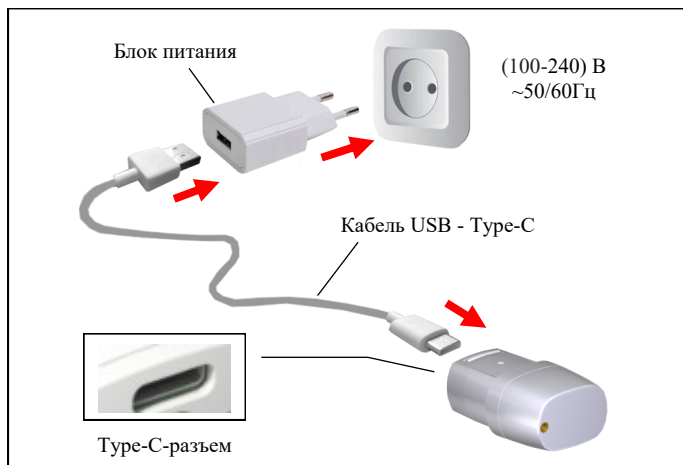 Блок питания
(100-240) В
~50/60Гц
Кабель USB - Type-C
Type-C-разъем